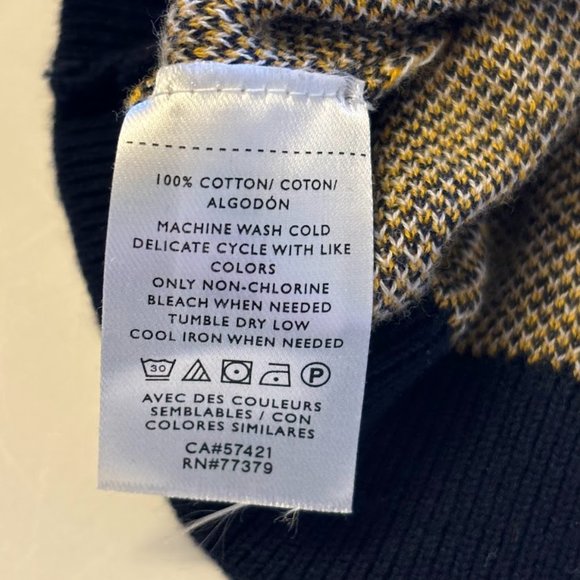 100% COTTON/ COTON/
ALGODÓN
MACHINE WASH COLD
DELICATE CYCLE WITH LIKE
COLORS
ONLY NON-CHLORINE
BLEACH WHEN NEEDED
TUMBLE DRY LOW
COOL IRON WHEN NEEDED
30 P
AVEC DES COULEURS
SEMBLABLES / CON
COLORES SIMILARES
CA#57421
RN#77379